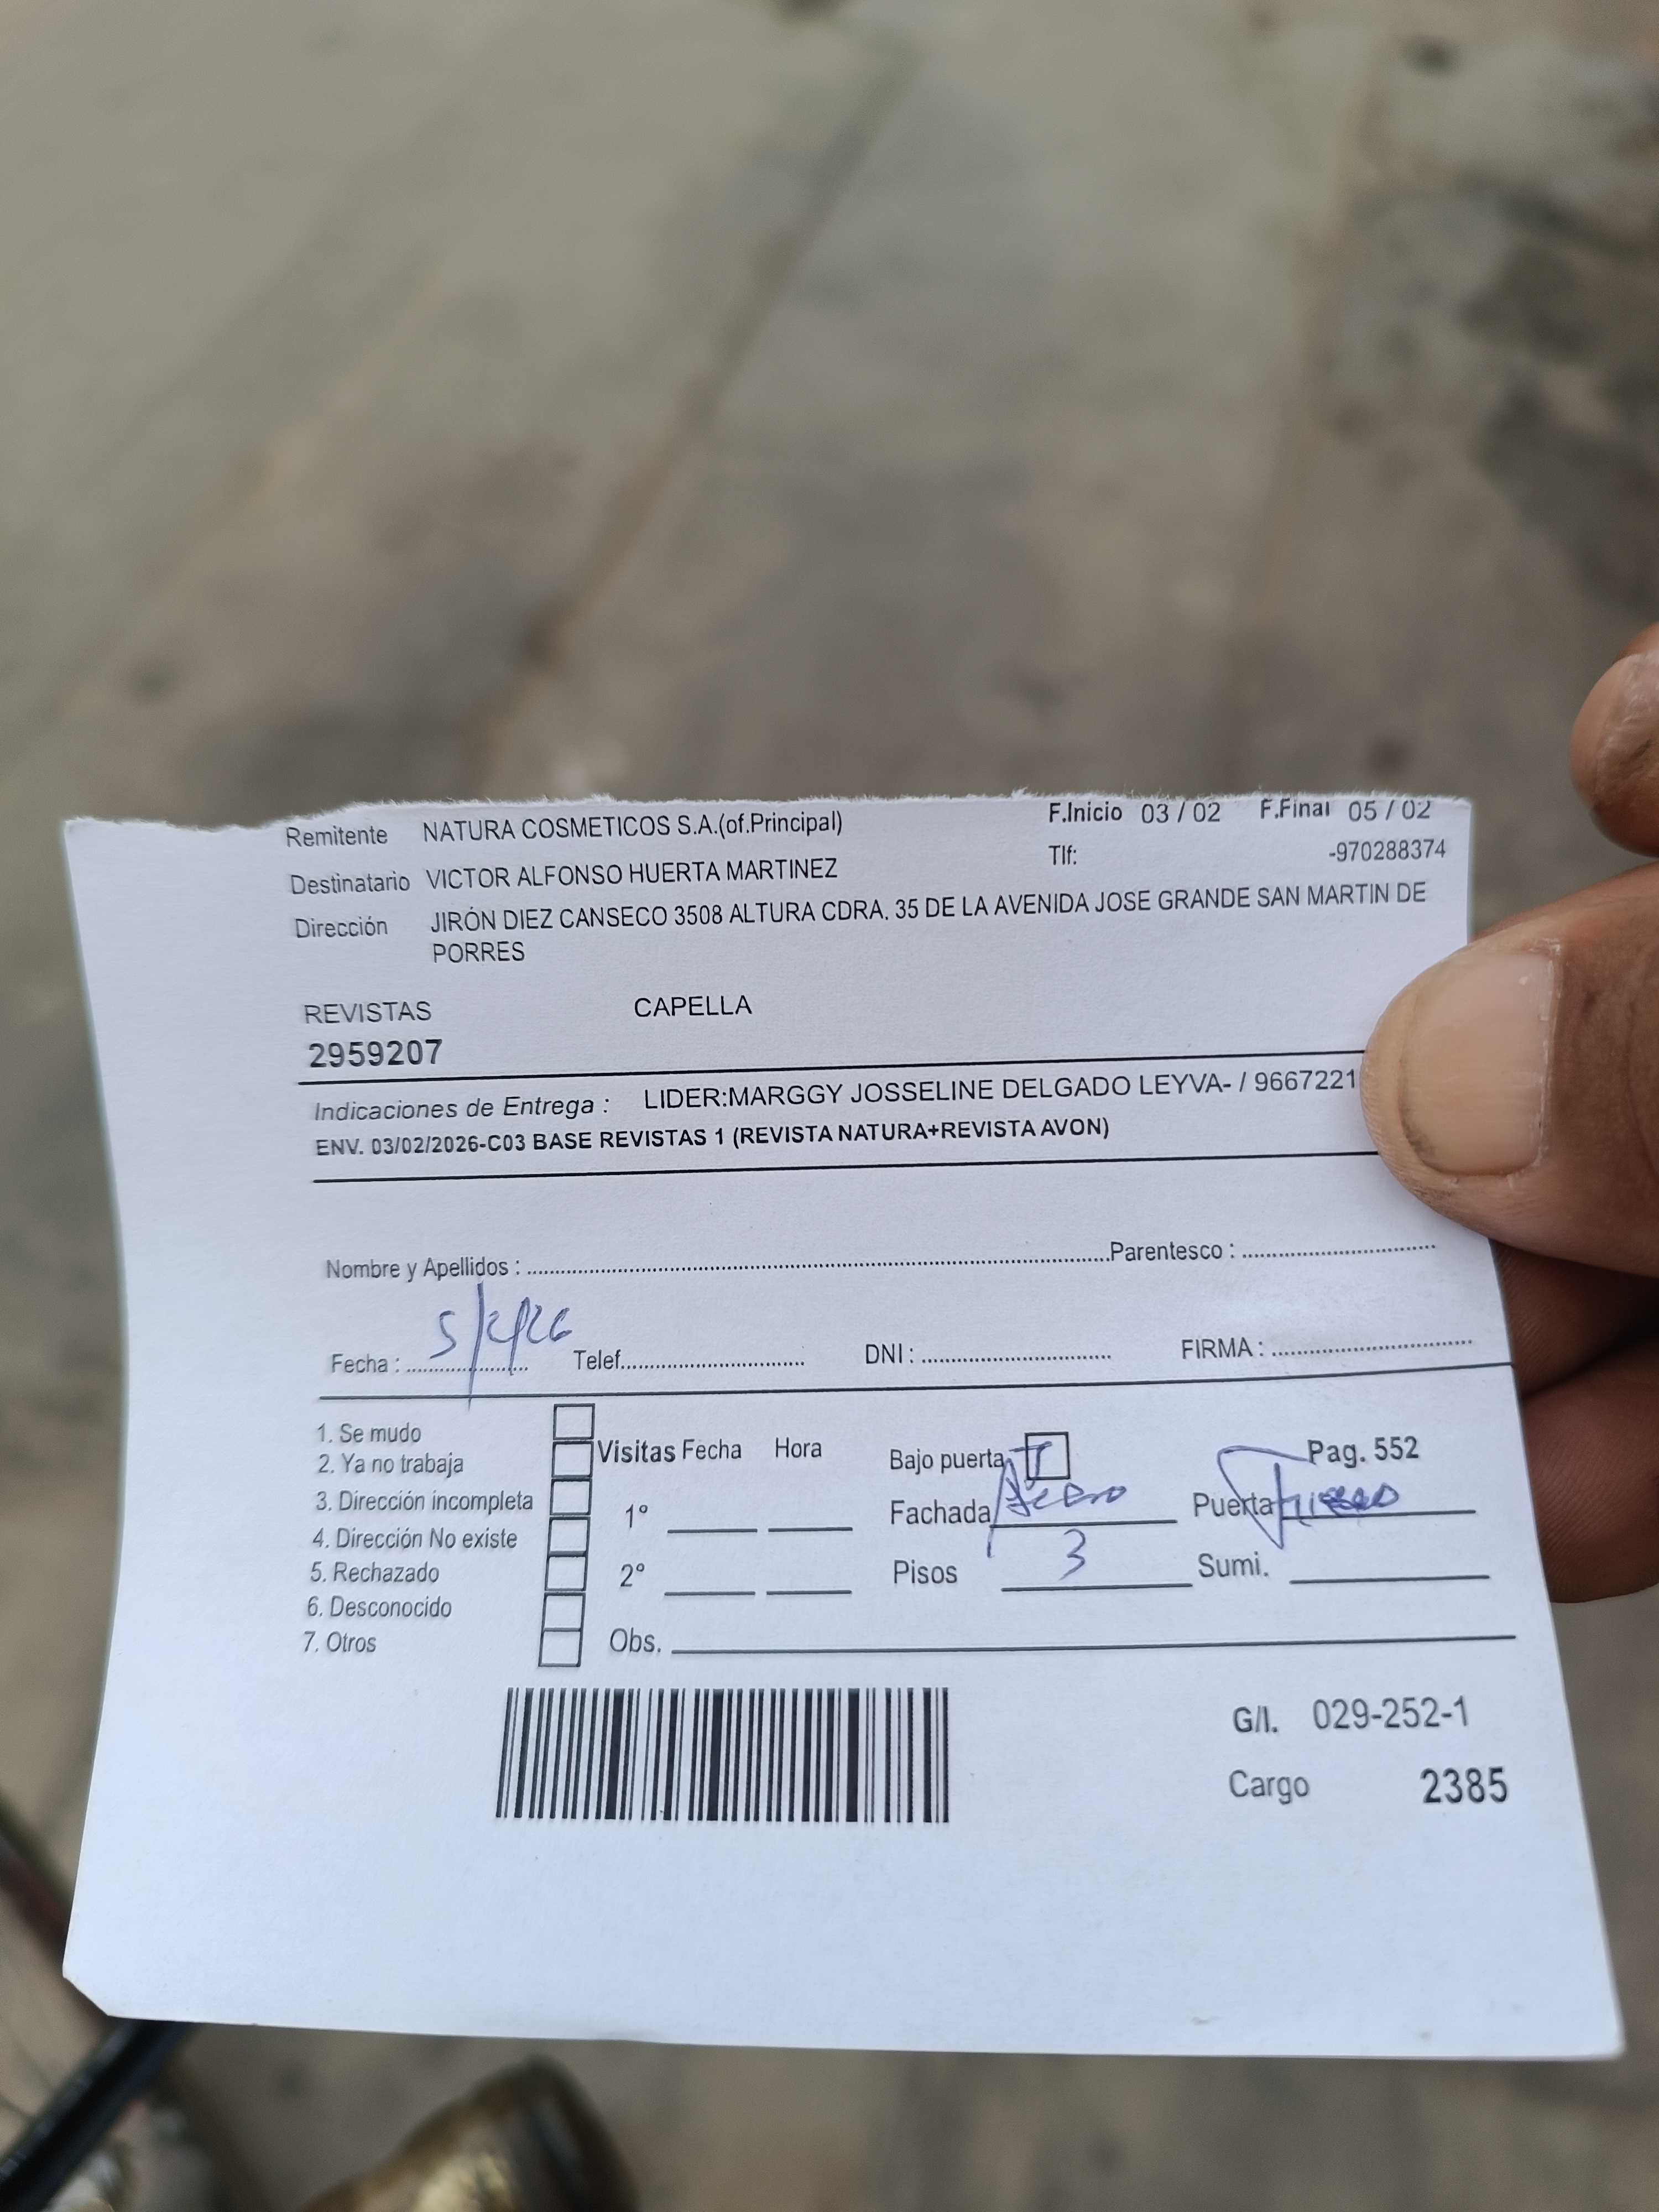 Remitente NATURA COSMETICOS S.A.(of.Principal) F.Inicio 03 / 02 F.Final 05 / 02
Destinatario VICTOR ALFONSO HUERTA MARTINEZ Tlf: -970288374
Dirección JIRÓN DIEZ CANSECO 3508 ALTURA CDRA. 35 DE LA AVENIDA JOSE GRANDE SAN MARTIN DE
PORRES
REVISTAS CAPELLA
2959207
Indicaciones de Entrega : LIDER:MARGGY JOSSELINE DELGADO LEYVA- / 9667221
ENV. 03/02/2026-C03 BASE REVISTAS 1 (REVISTA NATURA+REVISTA AVON)
Nombre y Apellidos : Parentesco :
Fecha : 5/2/26 Telef. DNI : FIRMA :
1. Se mudo
2. Ya no trabaja
3. Dirección incompleta
4. Dirección No existe
5. Rechazado
6. Desconocido
7. Otros
Visitas Fecha Hora
1°
2°
Obs.
Bajo puerta Pag. 552
Fachada Puerta
Pisos 3 Sumi.
G/I. 029-252-1
Cargo 2385